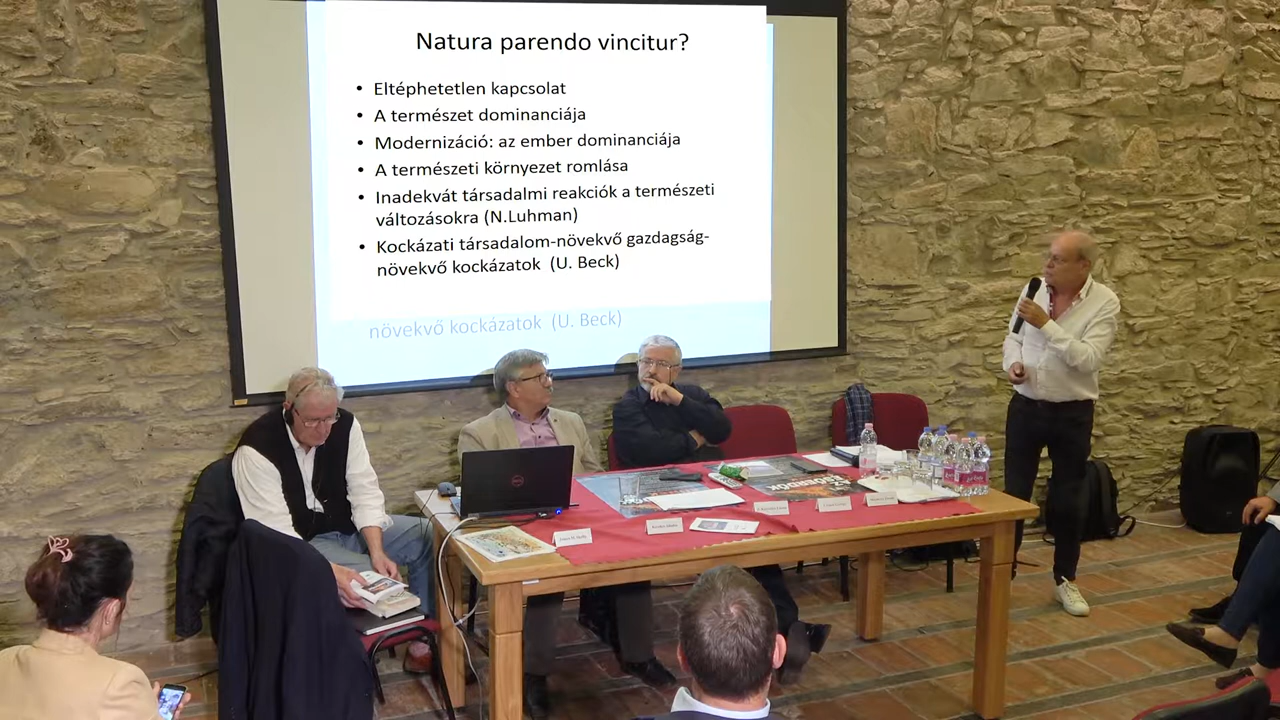 Natura parendo vincitur?
• Eltéphetetlen kapcsolat
• A természet dominanciája
• Modernizáció: az ember dominanciája
• A természeti környezet romlása
• Inadekvát társadalmi reakciók a természeti
változásokra (N.Luhman)
• Kockázati társadalom-növekvő gazdagság-
növekvő kockázatok (U. Beck)
növekvő kockázatok (U. Beck)